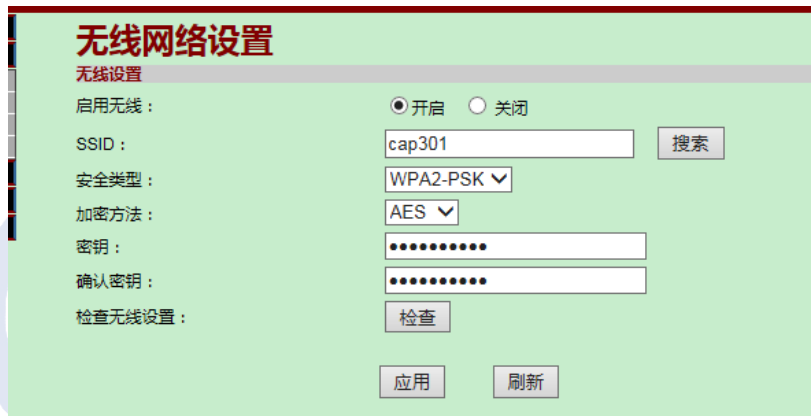 无线网络设置
无线设置
启用无线： 开启 关闭
SSID： cap301 搜索
安全类型： WPA2-PSK
加密方法： AES
密钥： ••••••••••
确认密钥： ••••••••••
检查无线设置： 检查
应用 刷新